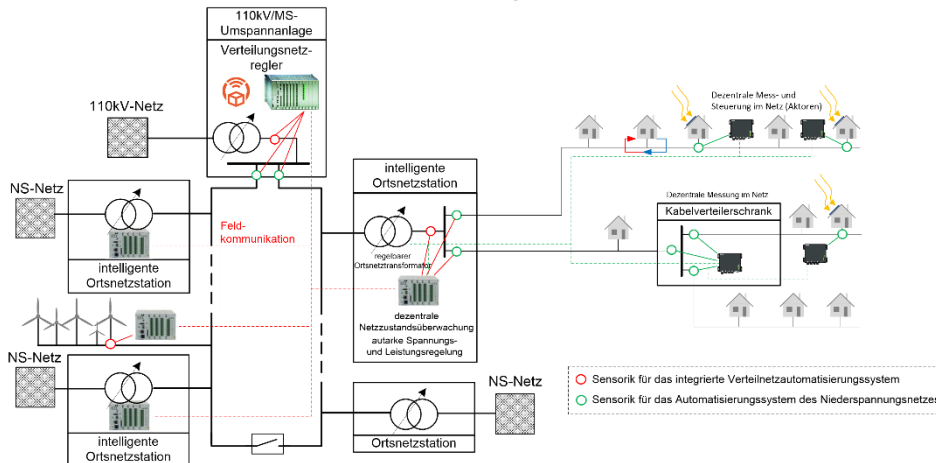 110kV/MS-
Umspannanlage
Verteilungsnetz-
regler
110kV-Netz
Dezentrale Mess- und
Steuerung im Netz (Aktoren)
intelligente
Ortsnetzstation
NS-Netz
Dezentrale Messung im Netz
Kabelverteilerschrank
Feld-
kommunikation
regelbarer
Ortsnetztransformator
intelligente
Ortsnetzstation
dezentrale
Netzzustandsüberwachung
autarke Spannungs-
und Leistungsregelung
NS-Netz
NS-Netz
Sensorik für das integrierte Verteilnetzautomatisierungssystem
Sensorik für das Automatisierungssystem des Niederspannungsnetzes
intelligente
Ortsnetzstation
Ortsnetzstation